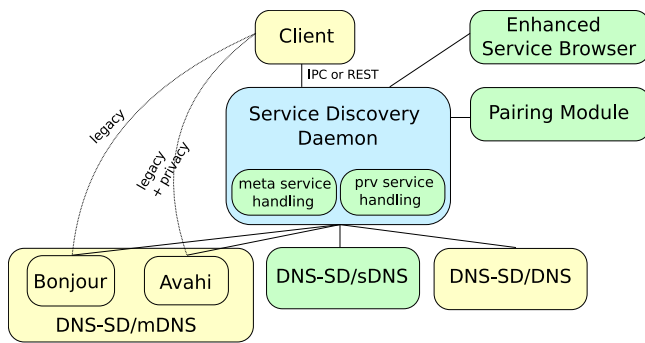 Client
Enhanced
Service Browser
IPC or REST
legacy
legacy
+ privacy
Service Discovery
Daemon
Pairing Module
meta service
handling
prv service
handling
Bonjour
Avahi
DNS-SD/mDNS
DNS-SD/sDNS
DNS-SD/DNS